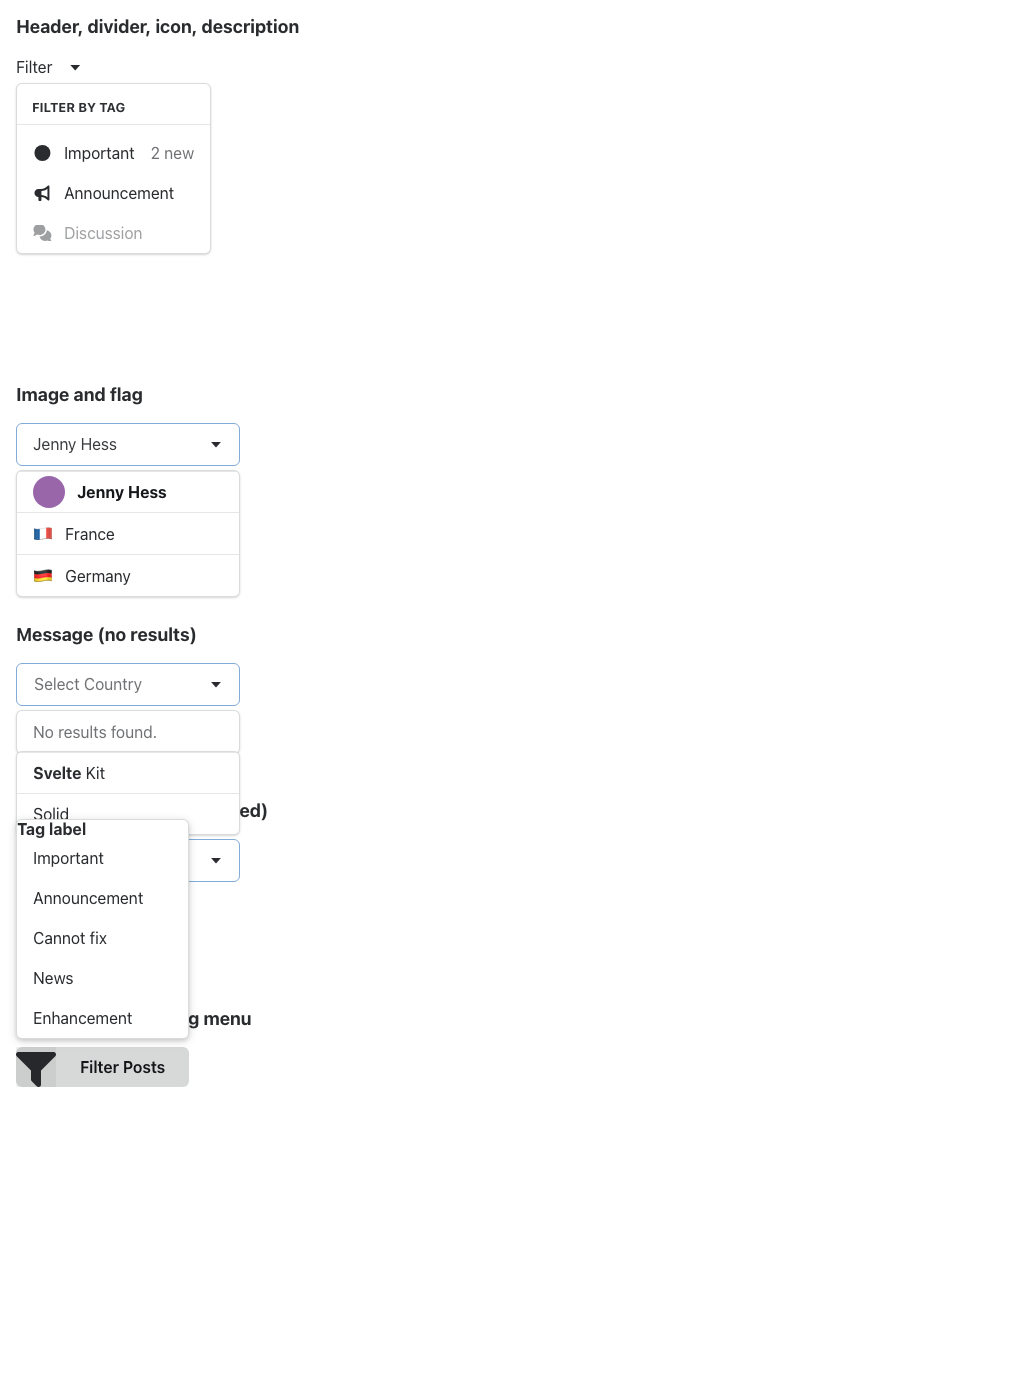 Header, divider, icon, description
Filter
FILTER BY TAG
Important 2 new
Announcement
Discussion
Image and flag
Jenny Hess
Jenny Hess
France
Germany
Message (no results)
Select Country
No results found.
Svelte Kit
ed)
Solid
Tag label
Important
Announcement
Cannot fix
News
Enhancement
g menu
Filter Posts